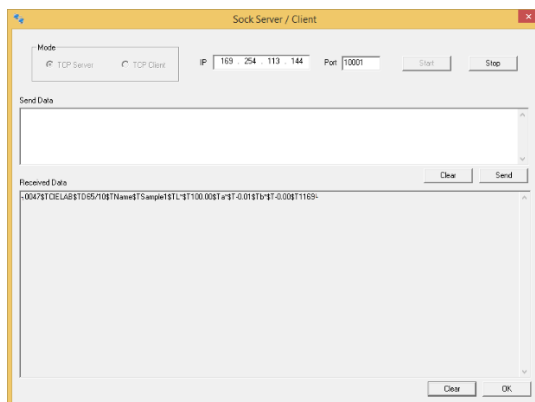 Sock Server / Client
Mode
TCP Server TCP Client
IP 169 . 254 . 113 . 144 Port 10001 Start Stop
Send Data
Clear Send
Received Data
0047$TCIELAB$TD65/10$TName$TSample1$TL*$T100.00$Ta*$T-0.01$Tb*$T-0.00$T1169
Clear OK